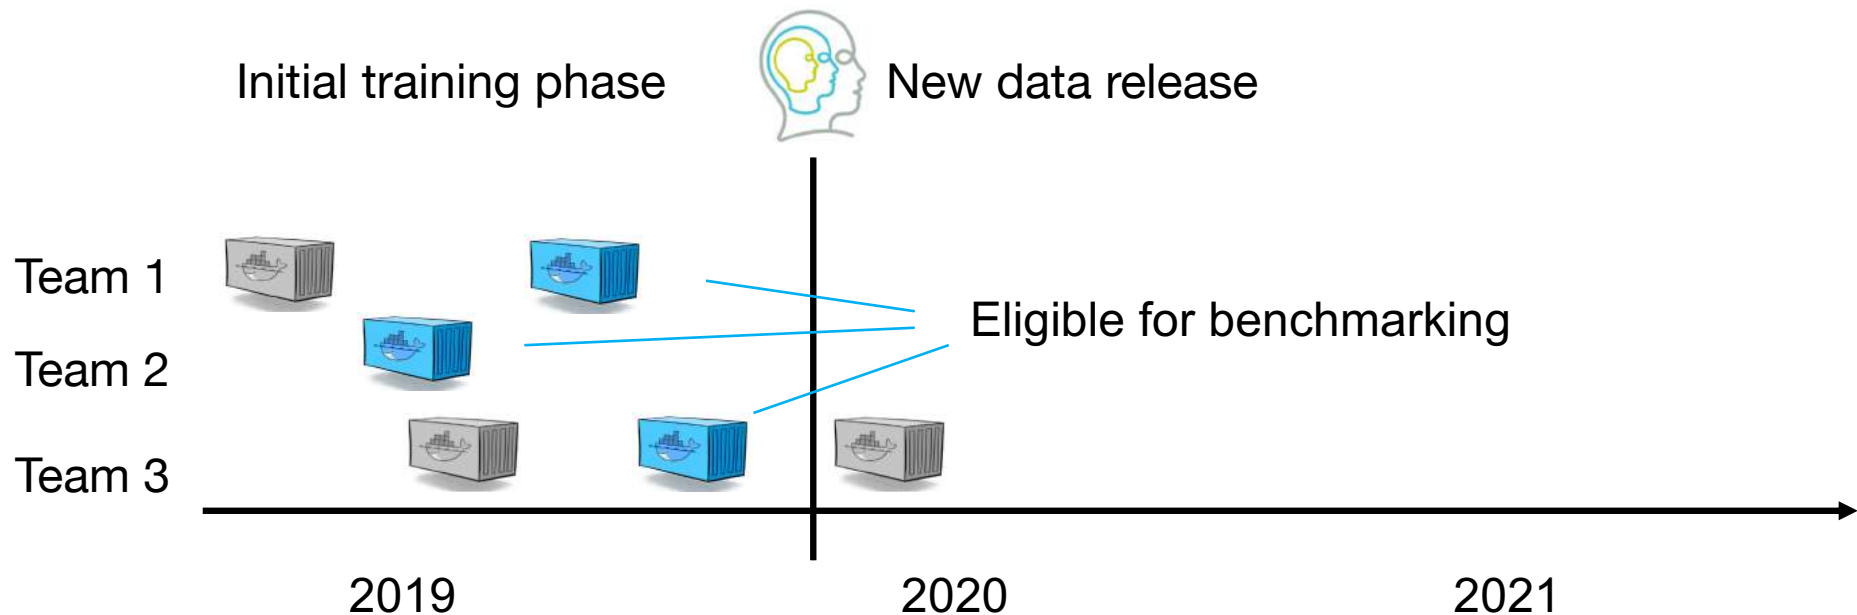 Initial training phase
New data release
Team 1
Eligible for benchmarking
Team 2
Team 3
2019
2020
2021